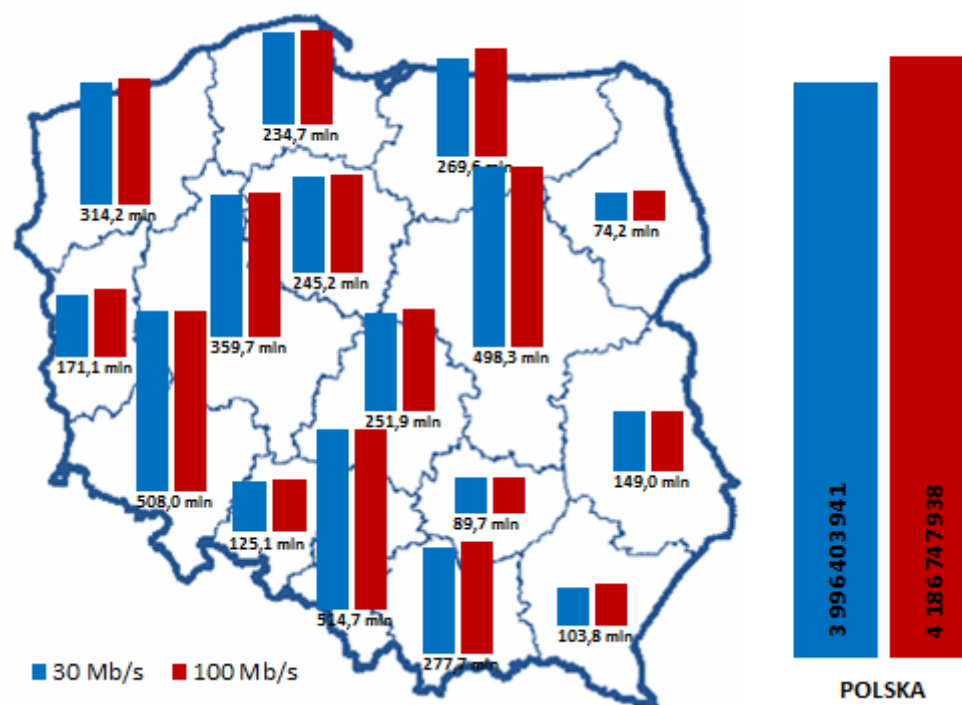 234,7 mln
269,6 mln
314,2 mln
74,2 mln
245,2 mln
359,7 mln
498,3 mln
171,1 mln
251,9 mln
149,0 mln
508,0 mln
89,7 mln
125,1 mln
514,7 mln
103,8 mln
277,7 mln
30 Mb/s 100 Mb/s
3 996 403 941
4 186 747 938
POLSKA